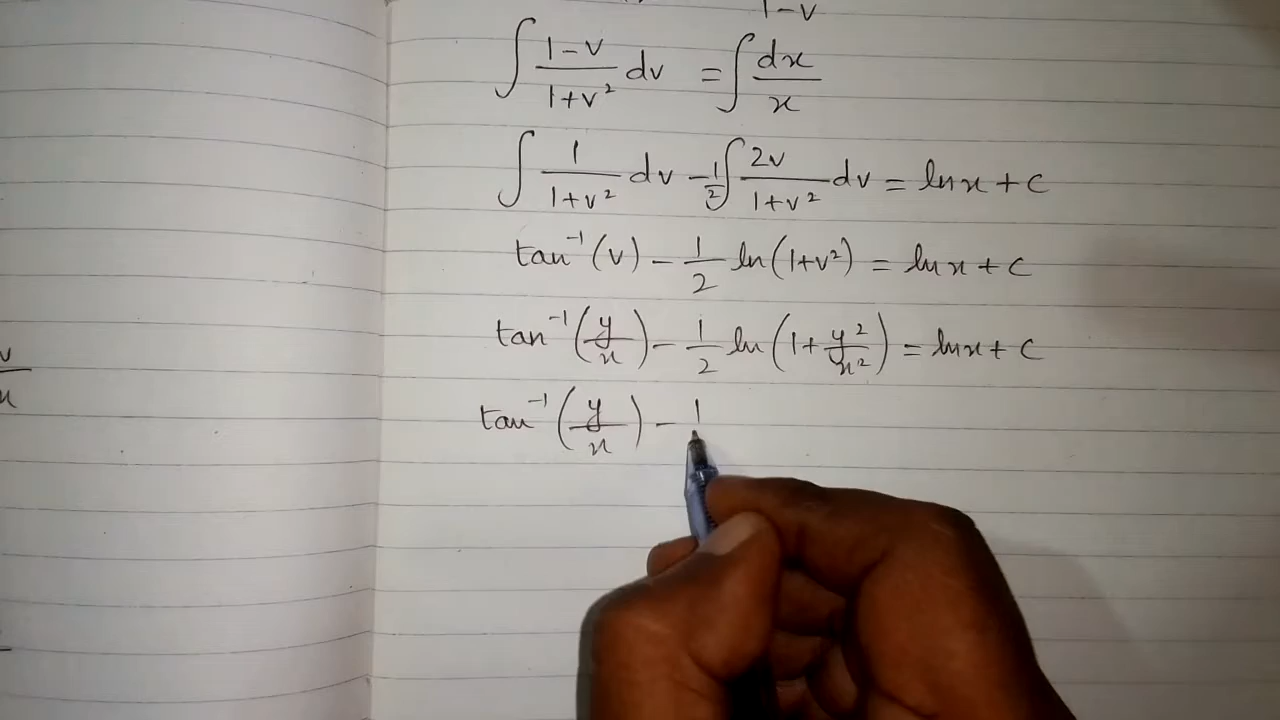 1-v
∫ 1-v/1+v² dv = ∫ dx/x
∫ 1/1+v² dv - 1/2 ∫ 2v/1+v² dv = ln x + c
tan⁻¹(v) - 1/2 ln(1+v²) = ln x + c
tan⁻¹(y/x) - 1/2 ln(1+y²/x²) = ln x + c
tan⁻¹(y/x) - 1